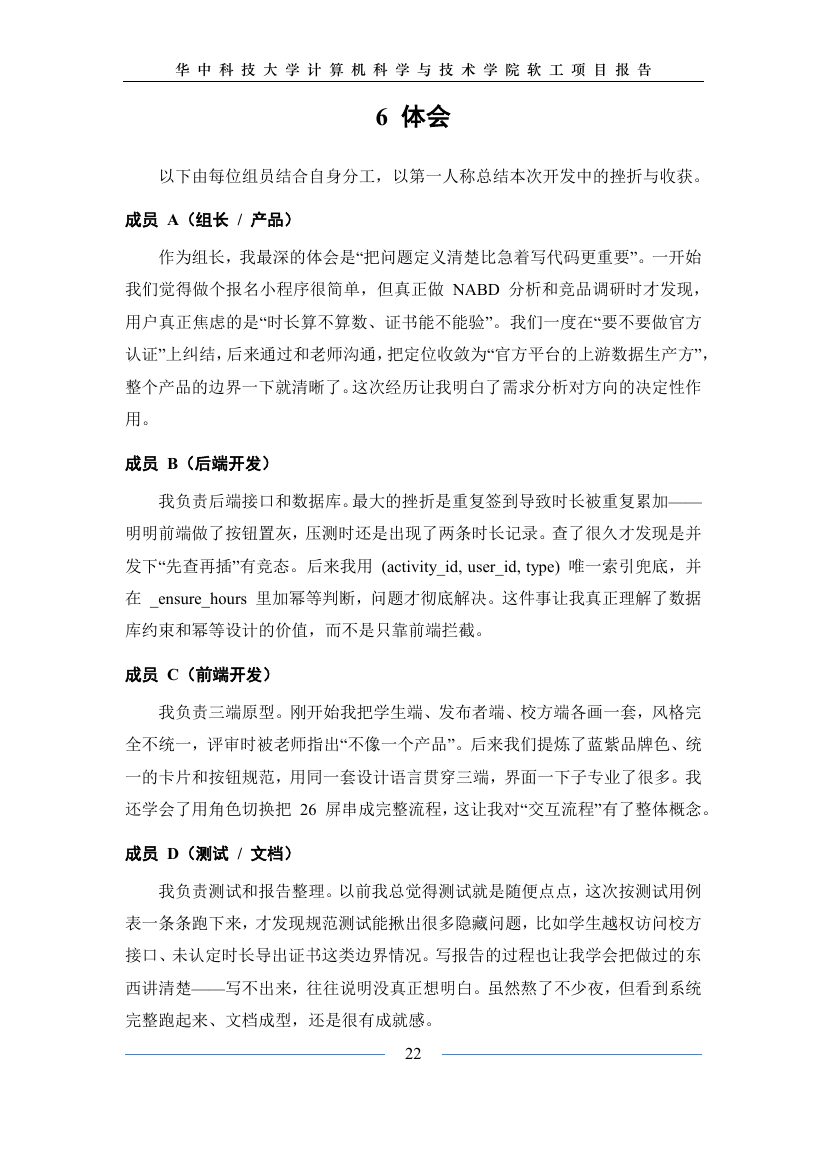 华中科技大学计算机科学与技术学院软工项目报告
6 体会
以下由每位组员结合自身分工，以第一人称总结本次开发中的挫折与收获。
成员 A（组长 / 产品）
作为组长，我最深的体会是“把问题定义清楚比急着写代码更重要”。一开始
我们觉得做个报名小程序很简单，但真正做 NABD 分析和竞品调研时才发现，
用户真正焦虑的是“时长算不算数、证书能不能验”。我们一度在“要不要做官方
认证”上纠结，后来通过和老师沟通，把定位收敛为“官方平台的上游数据生产方”，
整个产品的边界一下就清晰了。这次经历让我明白了需求分析对方向的决定性作
用。
成员 B（后端开发）
我负责后端接口和数据库。最大的挫折是重复签到导致时长被重复累加——
明明前端做了按钮置灰，压测时还是出现了两条时长记录。查了很久才发现是并
发下“先查再插”有竞态。后来我用 (activity_id, user_id, type) 唯一索引兜底，并
在 _ensure_hours 里加幂等判断，问题才彻底解决。这件事让我真正理解了数据
库约束和幂等设计的价值，而不是只靠前端拦截。
成员 C（前端开发）
我负责三端原型。刚开始我把学生端、发布者端、校方端各画一套，风格完
全不统一，评审时被老师指出“不像一个产品”。后来我们提炼了蓝紫品牌色、统
一的卡片和按钮规范，用同一套设计语言贯穿三端，界面一下子专业了很多。我
还学会了用角色切换把 26 屏串成完整流程，这让我对“交互流程”有了整体概念。
成员 D（测试 / 文档）
我负责测试和报告整理。以前我总觉得测试就是随便点点，这次按测试用例
表一条条跑下来，才发现规范测试能揪出很多隐藏问题，比如学生越权访问校方
接口、未认定时长导出证书这类边界情况。写报告的过程也让我学会把做过的东
西讲清楚——写不出来，往往说明没真正想明白。虽然熬了不少夜，但看到系统
完整跑起来、文档成型，还是很有成就感。
22